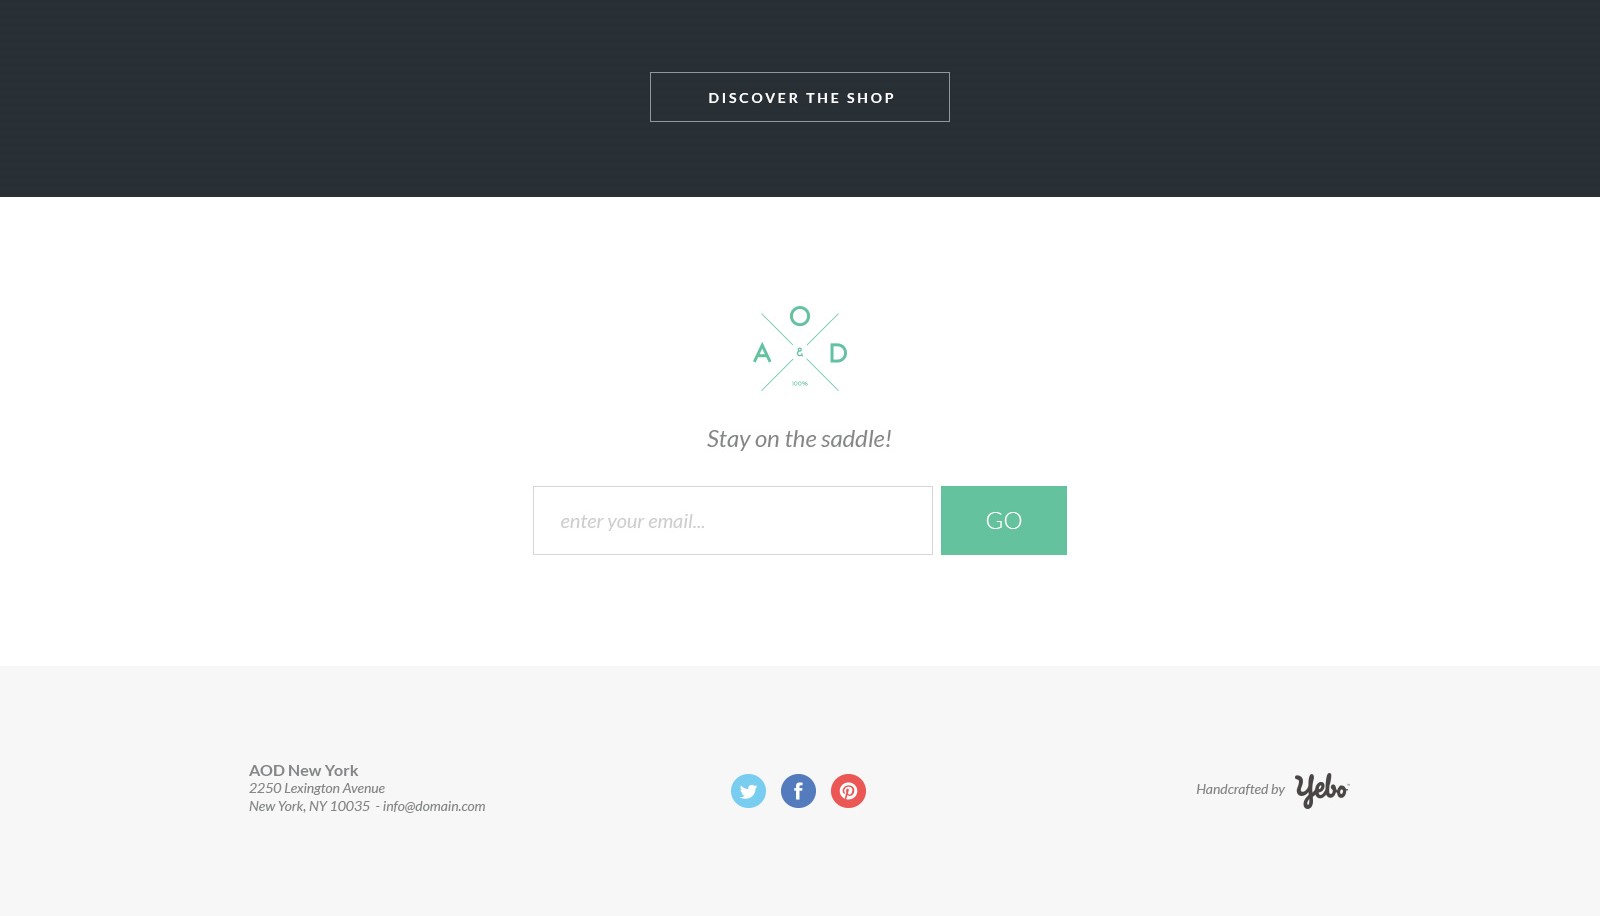 DISCOVER THE SHOP
O
A & D
100%
Stay on the saddle!
enter your email...
GO
AOD New York
2250 Lexington Avenue
New York, NY 10035 - info@domain.com
Handcrafted by Yebo